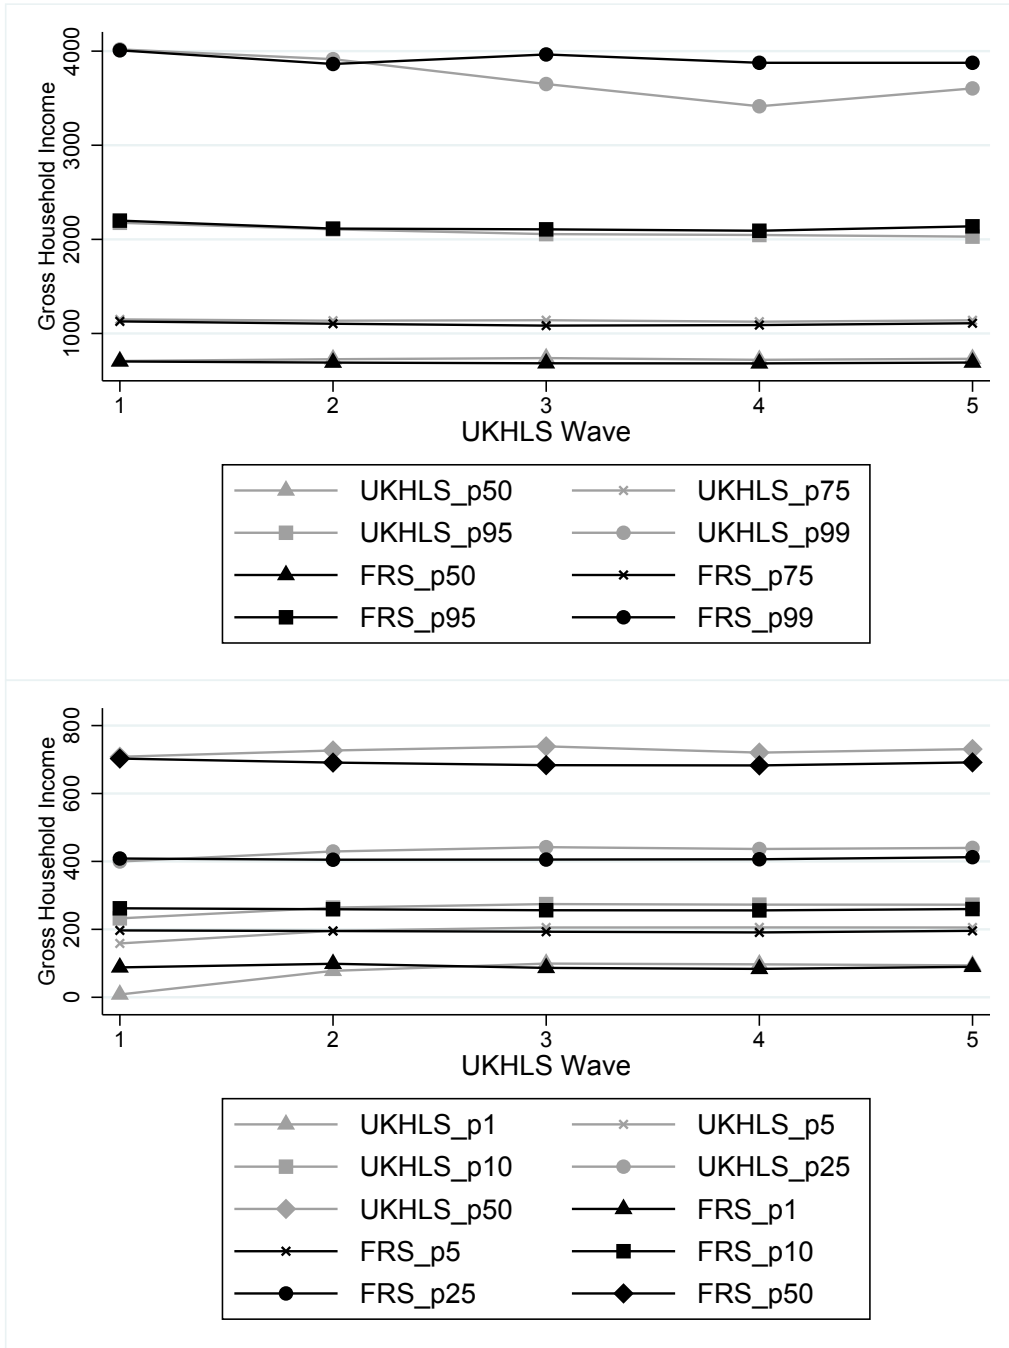 Gross Household Income
4000
3000
2000
1000
1 2 3 4 5
UKHLS Wave
UKHLS_p50 UKHLS_p75
UKHLS_p95 UKHLS_p99
FRS_p50 FRS_p75
FRS_p95 FRS_p99
Gross Household Income
800
600
400
200
0
1 2 3 4 5
UKHLS Wave
UKHLS_p1 UKHLS_p5
UKHLS_p10 UKHLS_p25
UKHLS_p50 FRS_p1
FRS_p5 FRS_p10
FRS_p25 FRS_p50